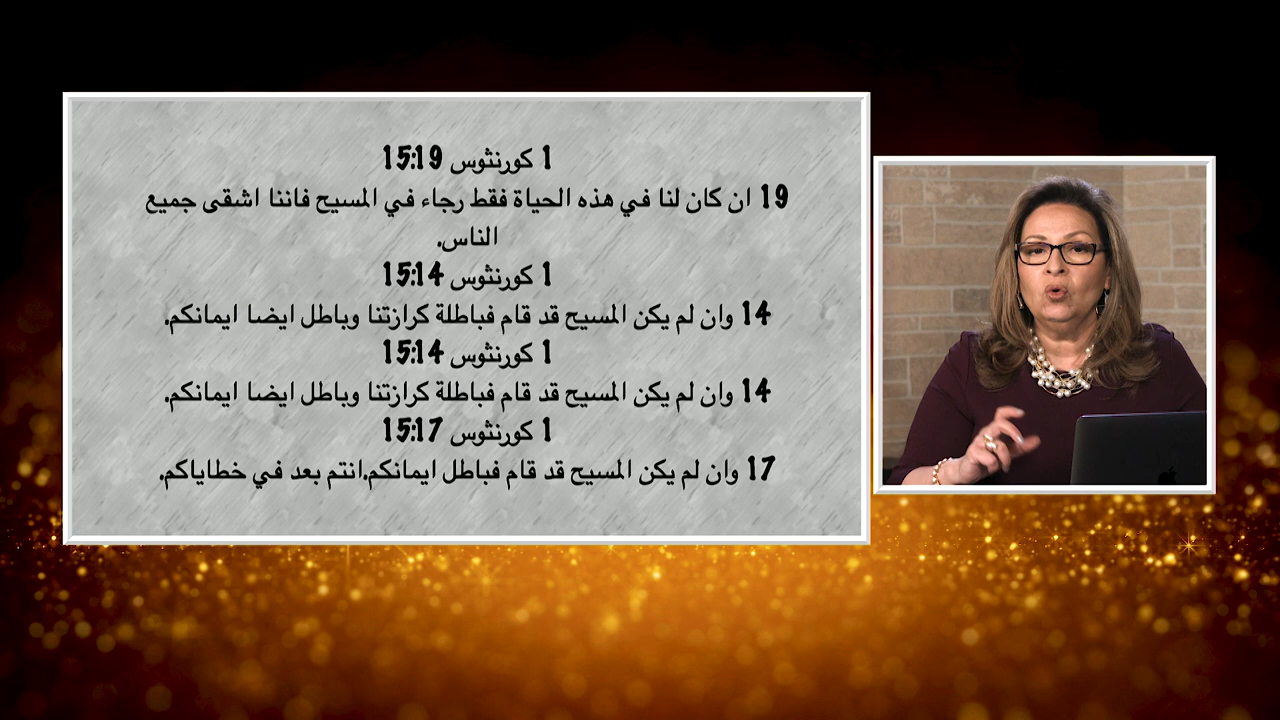 1 كورنثوس 15:19
19 ان كان لنا في هذه الحياة فقط رجاء في المسيح فاننا اشقى جميع
الناس.
1 كورنثوس 15:14
14 وان لم يكن المسيح قد قام فباطلة كرازتنا وباطل ايضا ايمانكم.
1 كورنثوس 15:14
14 وان لم يكن المسيح قد قام فباطلة كرازتنا وباطل ايضا ايمانكم.
1 كورنثوس 15:17
17 وان لم يكن المسيح قد قام فباطل ايمانكم.انتم بعد في خطاياكم.